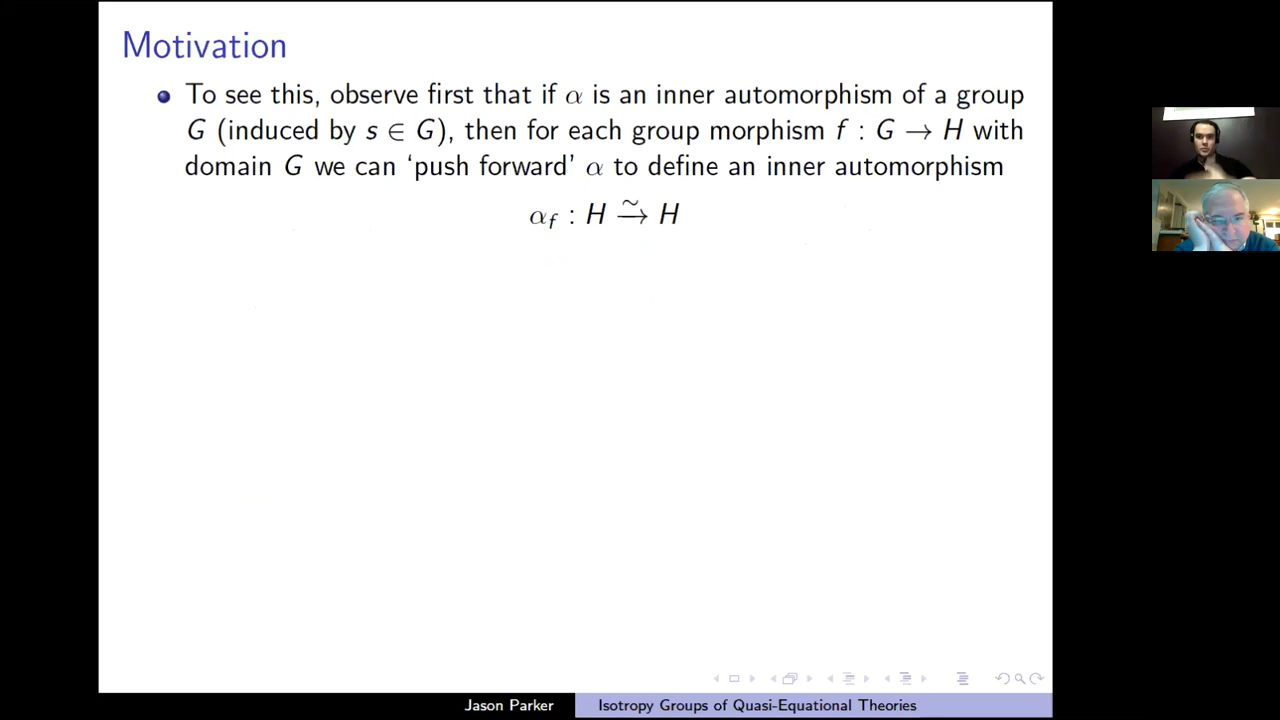 Motivation
To see this, observe first that if α is an inner automorphism of a group
G (induced by s ∈ G), then for each group morphism f : G → H with
domain G we can ‘push forward’ α to define an inner automorphism
α_f : H ⥲ H
Jason Parker Isotropy Groups of Quasi-Equational Theories